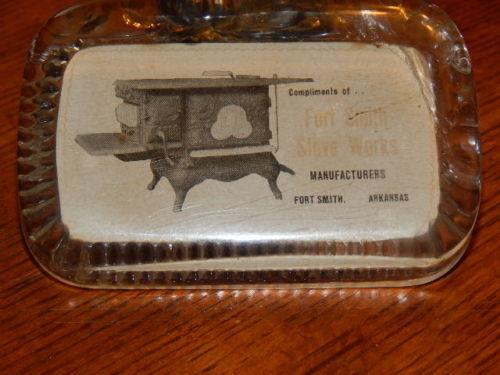 Compliments of . .
Fort Smith
Stove Works
MANUFACTURERS
FORT SMITH. ARKANSAS